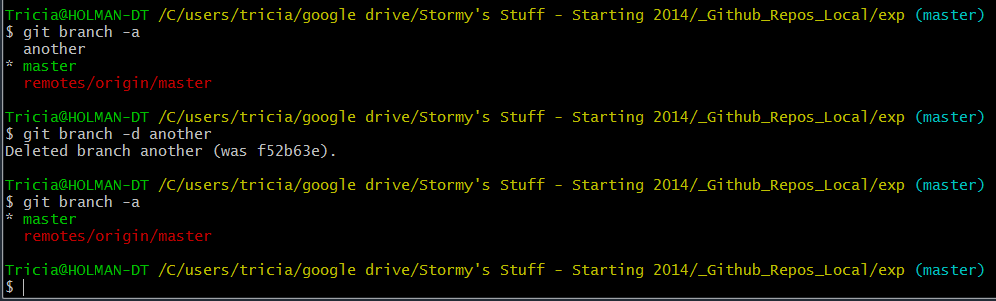 Tricia@HOLMAN-DT /C/users/tricia/google drive/Stormy's Stuff - Starting 2014/_Github_Repos_Local/exp (master)
$ git branch -a
  another
* master
  remotes/origin/master

Tricia@HOLMAN-DT /C/users/tricia/google drive/Stormy's Stuff - Starting 2014/_Github_Repos_Local/exp (master)
$ git branch -d another
Deleted branch another (was f52b63e).

Tricia@HOLMAN-DT /C/users/tricia/google drive/Stormy's Stuff - Starting 2014/_Github_Repos_Local/exp (master)
$ git branch -a
* master
  remotes/origin/master

Tricia@HOLMAN-DT /C/users/tricia/google drive/Stormy's Stuff - Starting 2014/_Github_Repos_Local/exp (master)
$